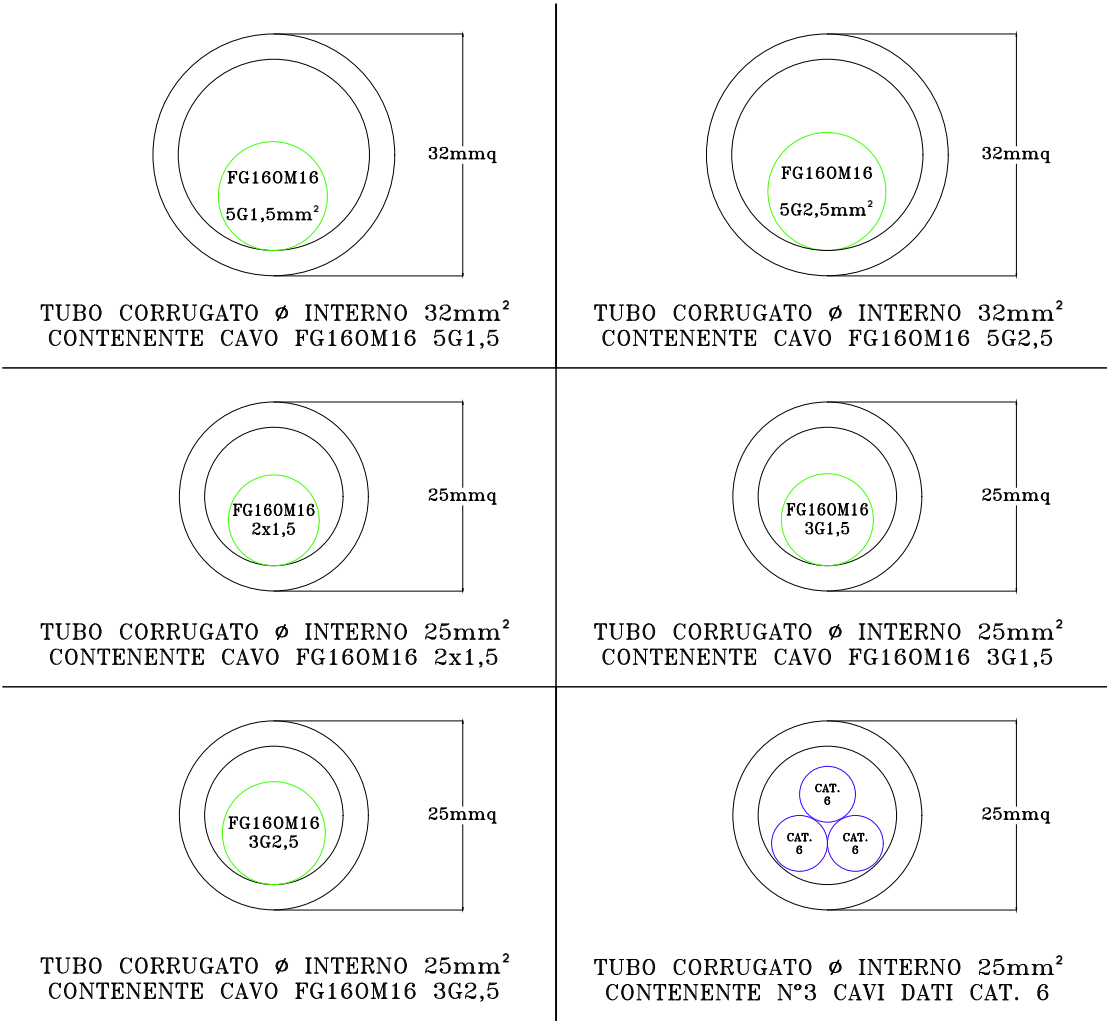 32mmq
FG16OM16
5G1,5mm²
TUBO CORRUGATO ø INTERNO 32mm²
CONTENENTE CAVO FG16OM16 5G1,5
32mmq
FG16OM16
5G2,5mm²
TUBO CORRUGATO ø INTERNO 32mm²
CONTENENTE CAVO FG16OM16 5G2,5
25mmq
FG16OM16
2x1,5
TUBO CORRUGATO ø INTERNO 25mm²
CONTENENTE CAVO FG16OM16 2x1,5
25mmq
FG16OM16
3G1,5
TUBO CORRUGATO ø INTERNO 25mm²
CONTENENTE CAVO FG16OM16 3G1,5
25mmq
FG16OM16
3G2,5
TUBO CORRUGATO ø INTERNO 25mm²
CONTENENTE CAVO FG16OM16 3G2,5
CAT.
6
25mmq
CAT.
6
CAT.
6
TUBO CORRUGATO ø INTERNO 25mm²
CONTENENTE N°3 CAVI DATI CAT. 6